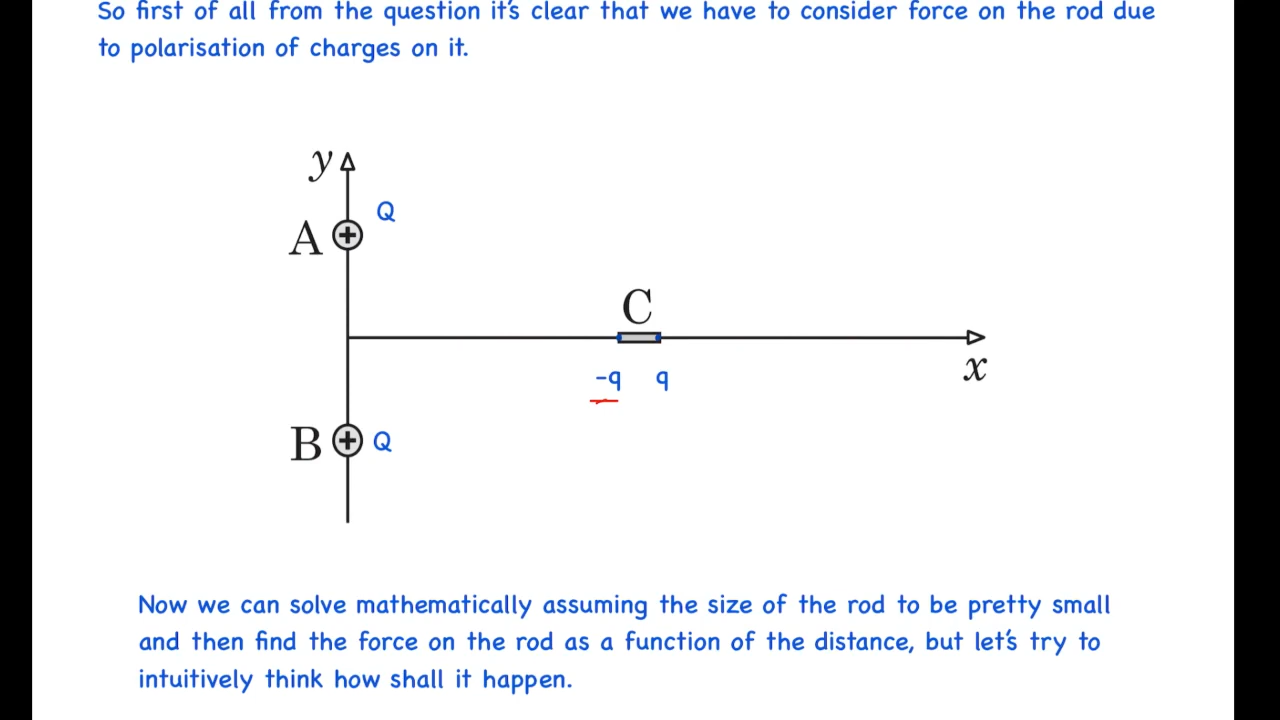 So first of all from the question it's clear that we have to consider force on the rod due
to polarisation of charges on it.
y
Q
A
C
x
-q q
B
Q
Now we can solve mathematically assuming the size of the rod to be pretty small
and then find the force on the rod as a function of the distance, but let's try to
intuitively think how shall it happen.